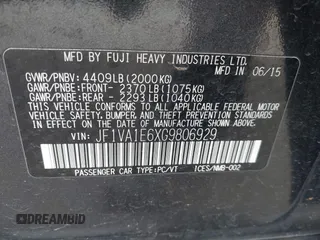 MFD BY FUJI HEAVY INDUSTRIES LTD.
GVWR/PNBV: 4409LB(2000KG) 06/15
GAWR/PNBE:FRONT- 2370LB(1075KG)
GAWR/PNBE:REAR- 2293LB(1040KG)
THIS VEHICLE CONFORMS TO ALL APPLICABLE
FEDERAL MOTOR VEHICLE SAFETY, BUMPER, AND THEFT
PREVENTION STANDARDS IN EFFECT ON THE DATE OF
MANUFACTURE SHOWN ABOVE.
VIN: JF1VA1E6XG9806929
PASSENGER CAR TYPE:PC/VT ICES/NMB-002
© DREAMBID